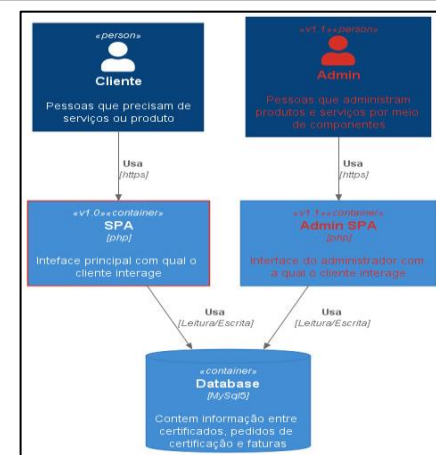 «person»
Cliente
Pessoas que precisam de
serviços ou produto
«v1.1»«person»
Admin
Pessoas que administram
produtos e serviços por meio
de componentes
Usa
[https]
Usa
[https]
«v1.0»«container»
SPA
[php]
Inteface principal com qual o
cliente interage
«v1.1»«container»
Admin SPA
[php]
Interface do administrador com
a qual o cliente interage
Usa
[Leitura/Escrita]
Usa
[Leitura/Escrita]
«container»
Database
[MySql5]
Contem informação entre
certificados, pedidos de
certificação e faturas